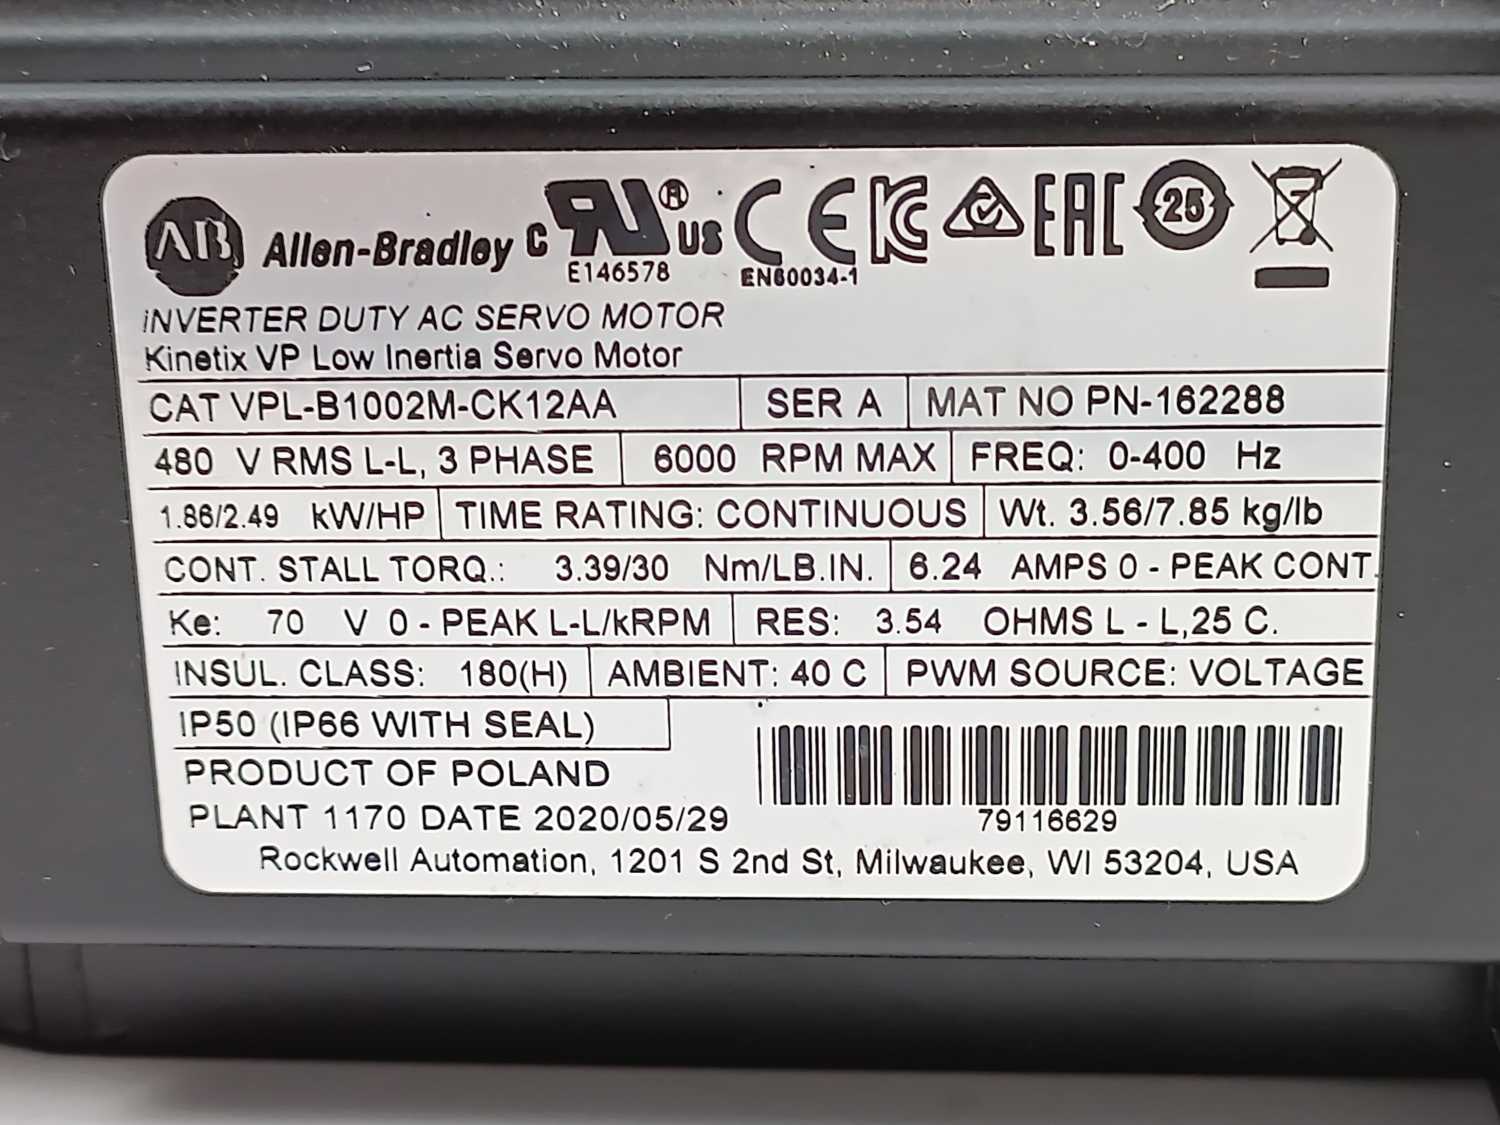 AB Allen-Bradley C UL ® US CE KC EAC 25
E146578 EN60034-1
INVERTER DUTY AC SERVO MOTOR
Kinetix VP Low Inertia Servo Motor
CAT VPL-B1002M-CK12AA SER A MAT NO PN-162288
480 V RMS L-L, 3 PHASE 6000 RPM MAX FREQ: 0-400 Hz
1.86/2.49 kW/HP TIME RATING: CONTINUOUS Wt. 3.56/7.85 kg/lb
CONT. STALL TORQ.: 3.39/30 Nm/LB.IN. 6.24 AMPS 0 - PEAK CONT.
Ke: 70 V 0 - PEAK L-L/kRPM RES: 3.54 OHMS L - L,25 C.
INSUL. CLASS: 180(H) AMBIENT: 40 C PWM SOURCE: VOLTAGE
IP50 (IP66 WITH SEAL)
PRODUCT OF POLAND
PLANT 1170 DATE 2020/05/29 79116629
Rockwell Automation, 1201 S 2nd St, Milwaukee, WI 53204, USA